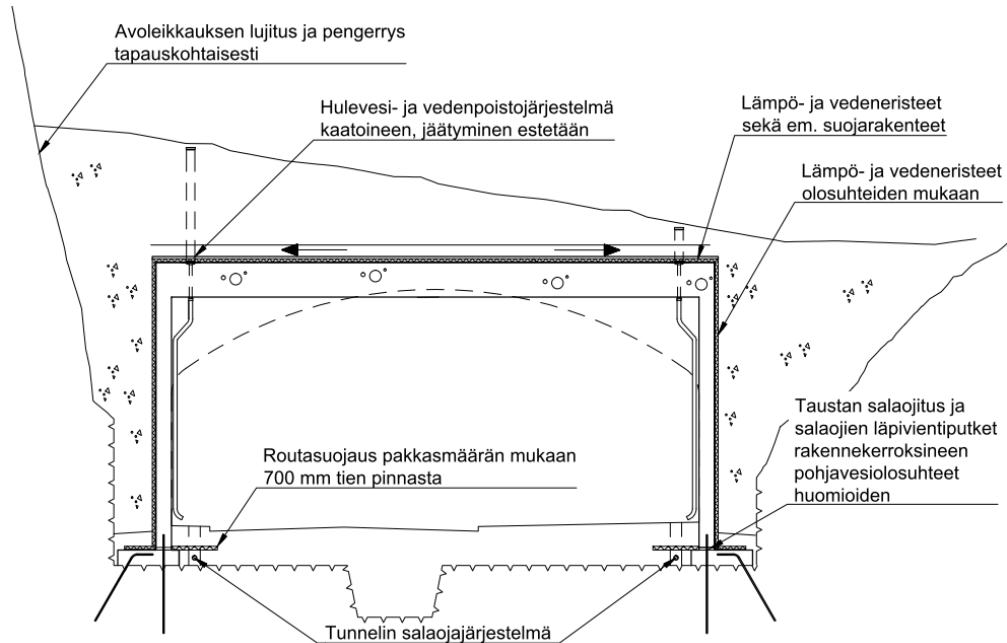 Avoleikkauksen lujitus ja pengerrys
tapauskohtaisesti
Hulevesi- ja vedenpoistojärjestelmä
kaatoineen, jäätyminen estetään
Lämpö- ja vedeneristeet
sekä em. suojarakenteet
Lämpö- ja vedeneristeet
olosuhteiden mukaan
Taustan salaojitus ja
salaojien läpivientiputket
rakennekerroksineen
pohjavesiolosuhteet
huomioiden
Routasuojaus pakkasmäärän mukaan
700 mm tien pinnasta
Tunnelin salaojajärjestelmä